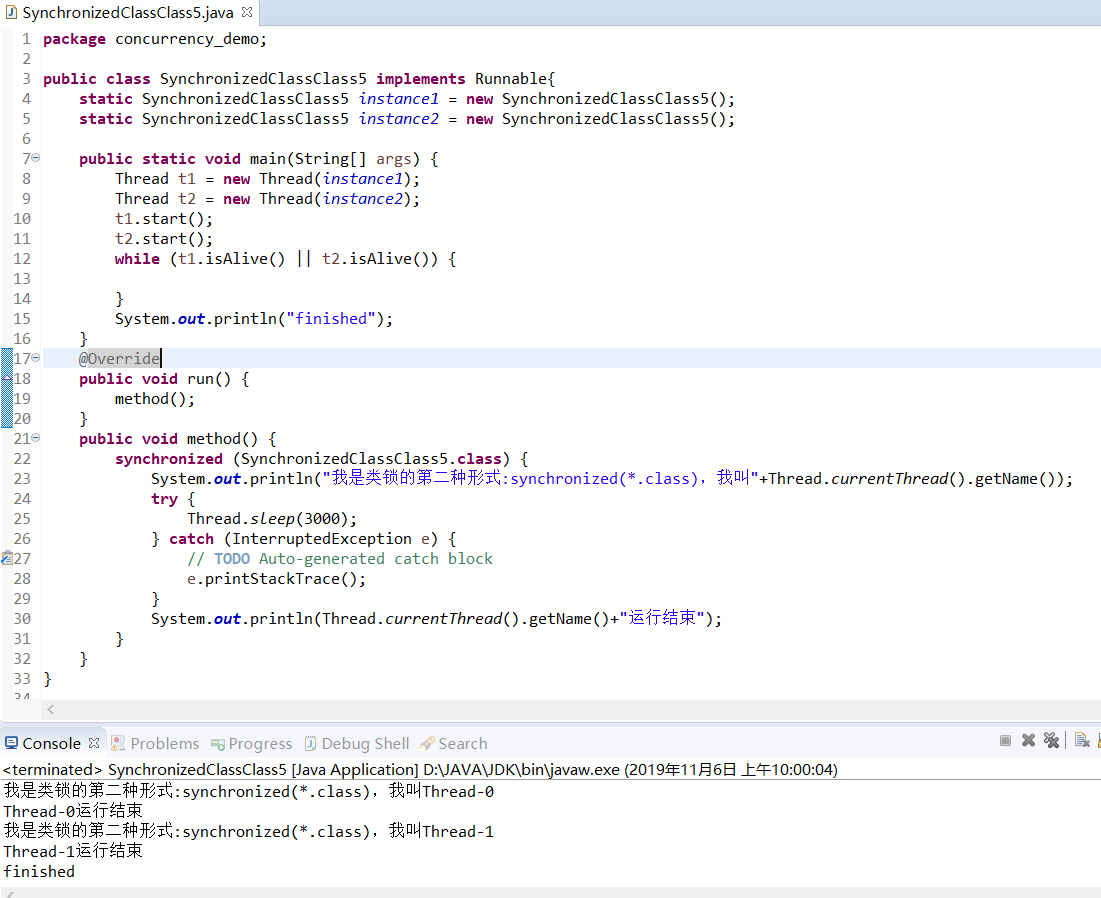 SynchronizedClassClass5.java
1 package concurrency_demo;
2
3 public class SynchronizedClassClass5 implements Runnable{
4     static SynchronizedClassClass5 instance1 = new SynchronizedClassClass5();
5     static SynchronizedClassClass5 instance2 = new SynchronizedClassClass5();
6
7     public static void main(String[] args) {
8         Thread t1 = new Thread(instance1);
9         Thread t2 = new Thread(instance2);
10         t1.start();
11         t2.start();
12         while (t1.isAlive() || t2.isAlive()) {
13
14         }
15         System.out.println("finished");
16     }
17     @Override
18     public void run() {
19         method();
20     }
21     public void method() {
22         synchronized (SynchronizedClassClass5.class) {
23             System.out.println("我是类锁的第二种形式:synchronized(*.class), 我叫"+Thread.currentThread().getName());
24             try {
25                 Thread.sleep(3000);
26             } catch (InterruptedException e) {
27                 // TODO Auto-generated catch block
28                 e.printStackTrace();
29             }
30             System.out.println(Thread.currentThread().getName()+"运行结束");
31         }
32     }
33 }
34
Console Problems Progress Debug Shell Search
<terminated> SynchronizedClassClass5 [Java Application] D:\JAVA\JDK\bin\javaw.exe (2019年11月6日 上午10:00:04)
我是类锁的第二种形式:synchronized(*.class), 我叫Thread-0
Thread-0运行结束
我是类锁的第二种形式:synchronized(*.class), 我叫Thread-1
Thread-1运行结束
finished